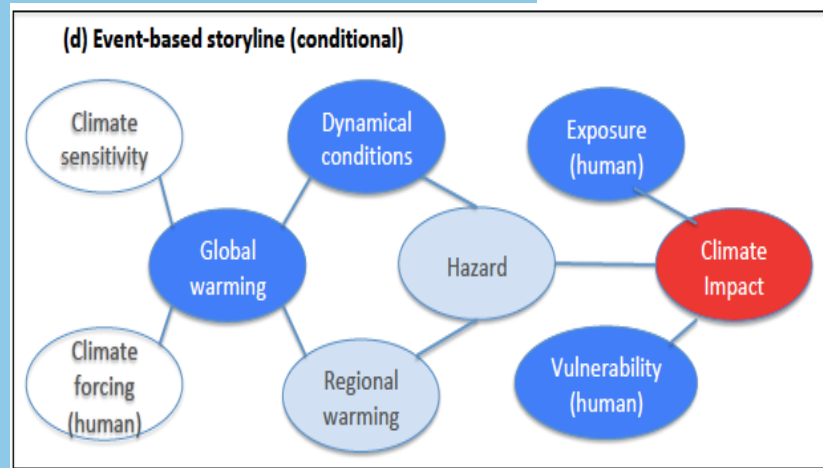 (d) Event-based storyline (conditional)
Climate
sensitivity
Dynamical
conditions
Exposure
(human)
Global
warming
Hazard
Climate
Impact
Climate
forcing
(human)
Regional
warming
Vulnerability
(human)